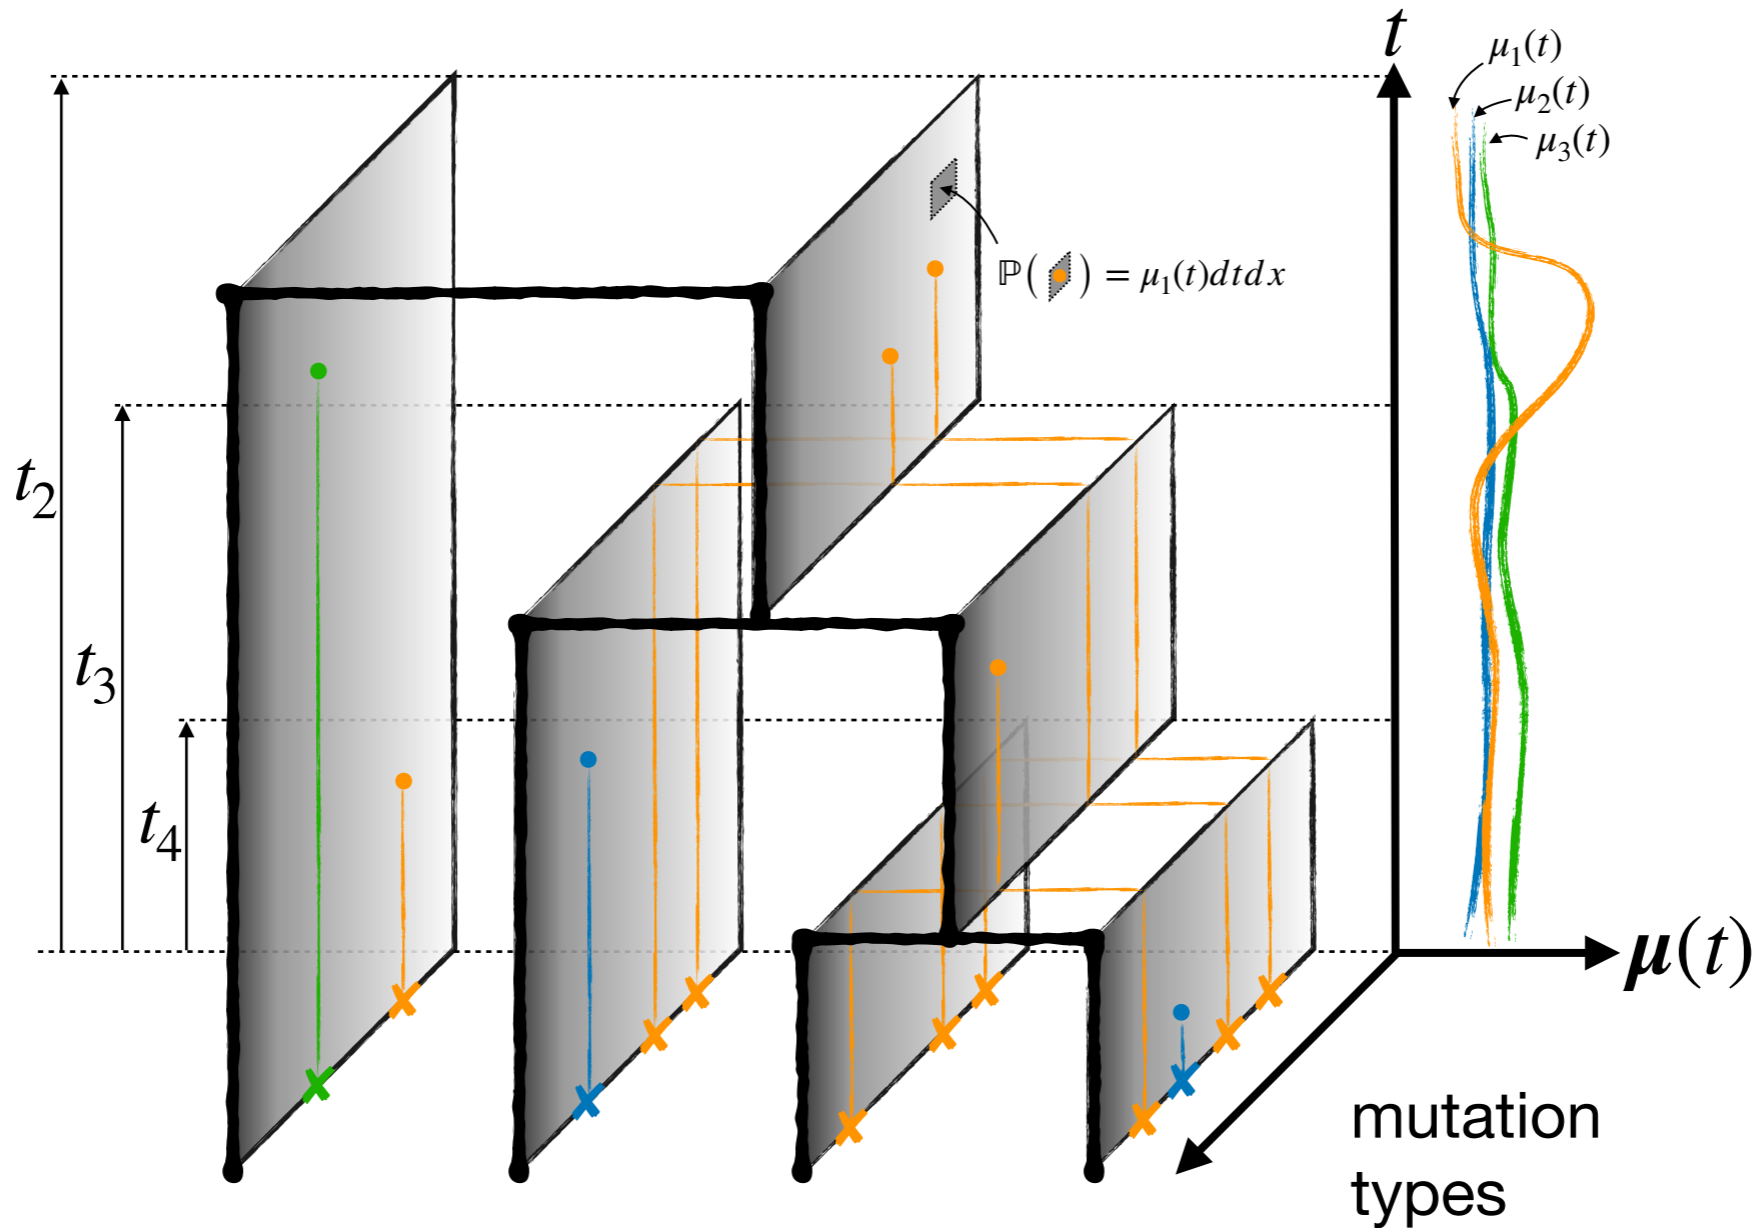 t
μ₁(t)
μ₂(t)
μ₃(t)
ℙ( ) = μ₁(t)dtdx
t₂
t₃
t₄
μ(t)
mutation
types